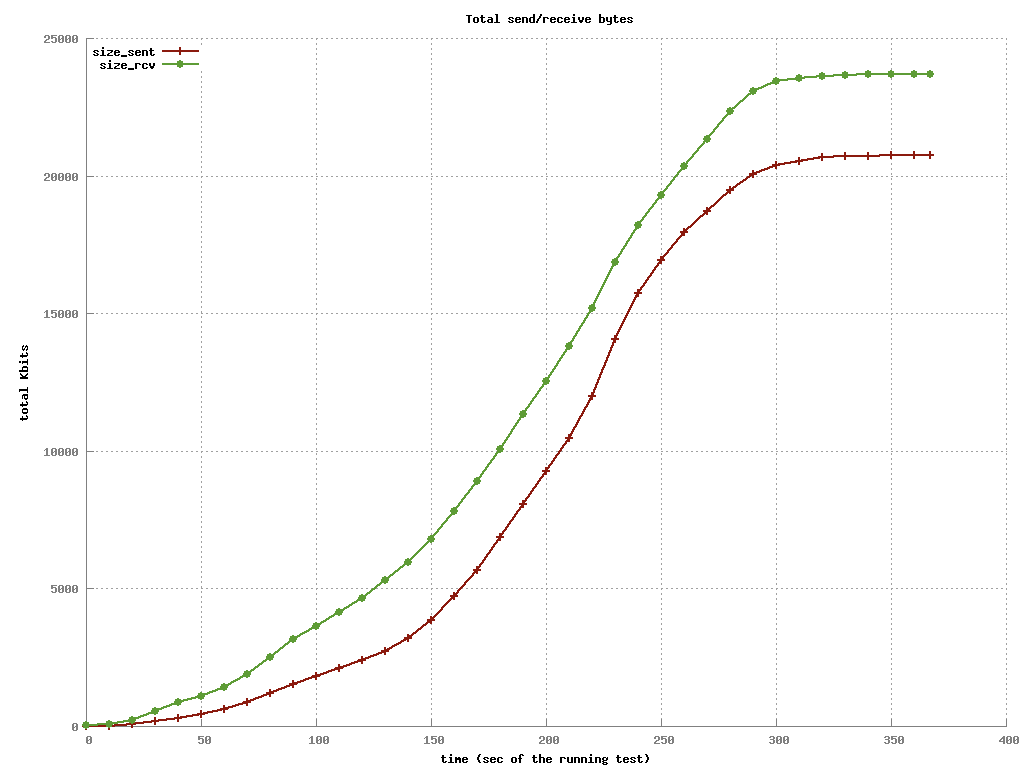 Total send/receive bytes
25000
size_sent
size_rcv
20000
15000
total Kbits
10000
5000
0
0 50 100 150 200 250 300 350 400
time (sec of the running test)